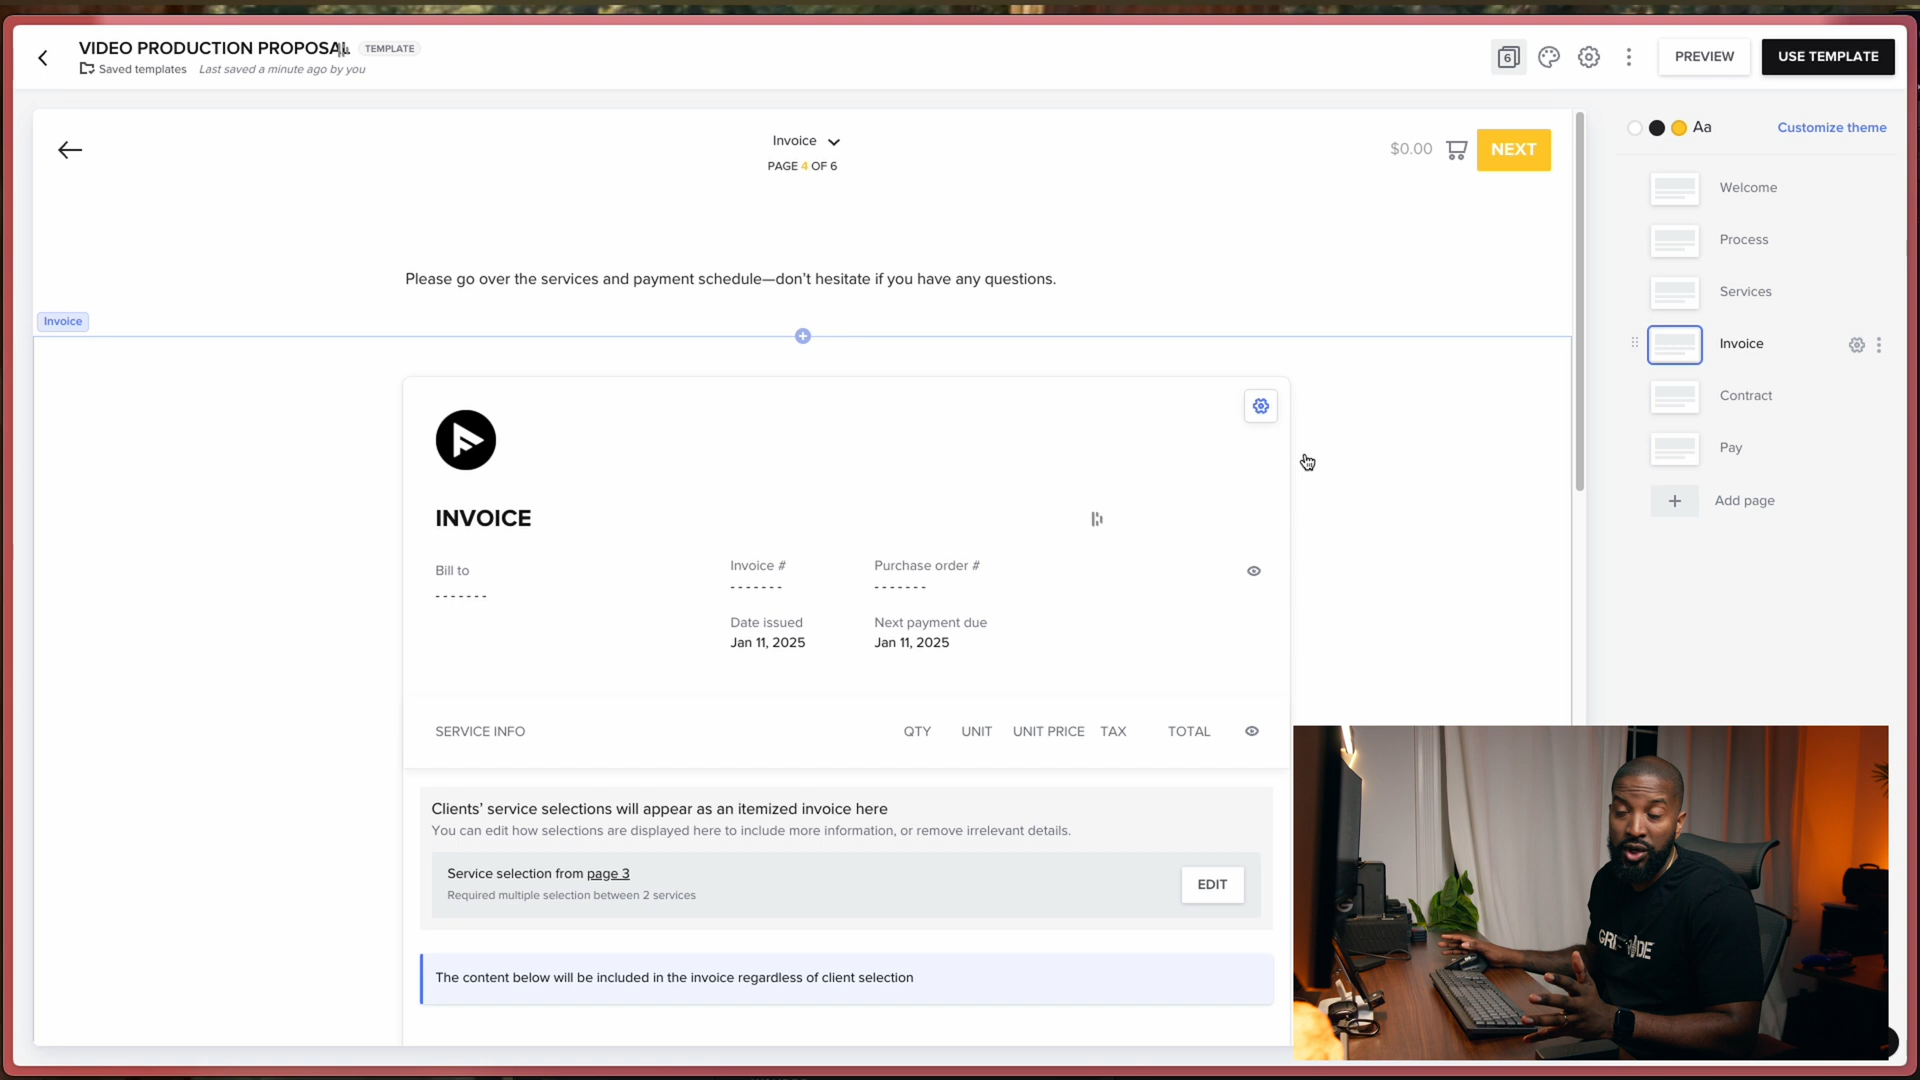 VIDEO PRODUCTION PROPOSAL
TEMPLATE
Saved templates Last saved a minute ago by you
6
PREVIEW
USE TEMPLATE
Invoice
PAGE 4 OF 6
$0.00
NEXT
Aa
Customize theme
Welcome
Process
Services
Invoice
Contract
Pay
+ Add page
Please go over the services and payment schedule—don't hesitate if you have any questions.
Invoice
INVOICE
Bill to
-------
Invoice #
-------
Purchase order #
-------
Date issued
Jan 11, 2025
Next payment due
Jan 11, 2025
SERVICE INFO QTY UNIT UNIT PRICE TAX TOTAL
Clients' service selections will appear as an itemized invoice here
You can edit how selections are displayed here to include more information, or remove irrelevant details.
Service selection from page 3
Required multiple selection between 2 services
EDIT
The content below will be included in the invoice regardless of client selection